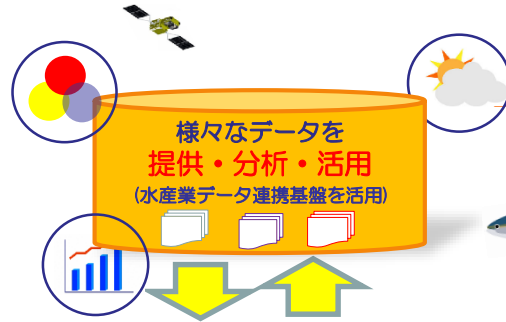 様々なデータを
提供・分析・活用
(水産業データ連携基盤を活用)